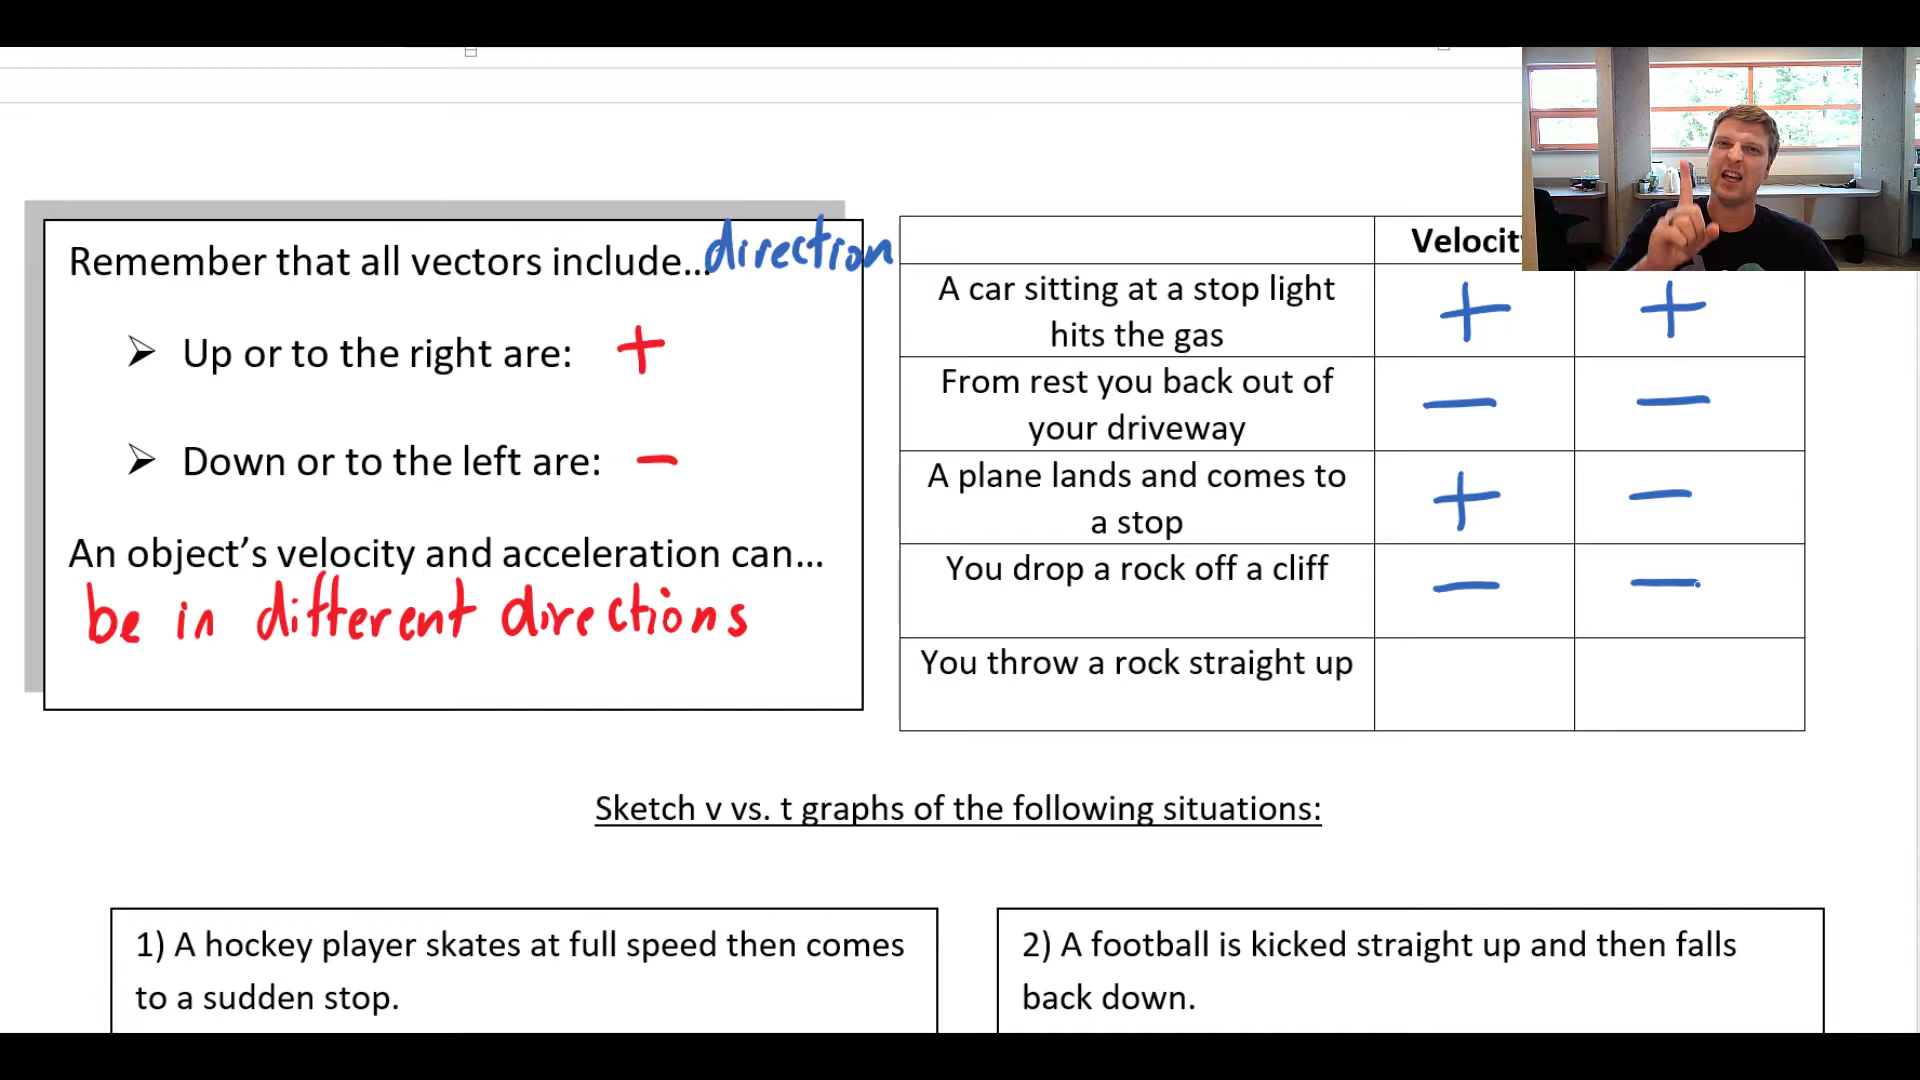 Remember that all vectors include... direction
➢ Up or to the right are: +
➢ Down or to the left are: −
An object’s velocity and acceleration can...
be in different directions
Velocit
A car sitting at a stop light
hits the gas
+ +
From rest you back out of
your driveway
− −
A plane lands and comes to
a stop
+ −
You drop a rock off a cliff
− −
You throw a rock straight up
Sketch v vs. t graphs of the following situations:
1) A hockey player skates at full speed then comes
to a sudden stop.
2) A football is kicked straight up and then falls
back down.